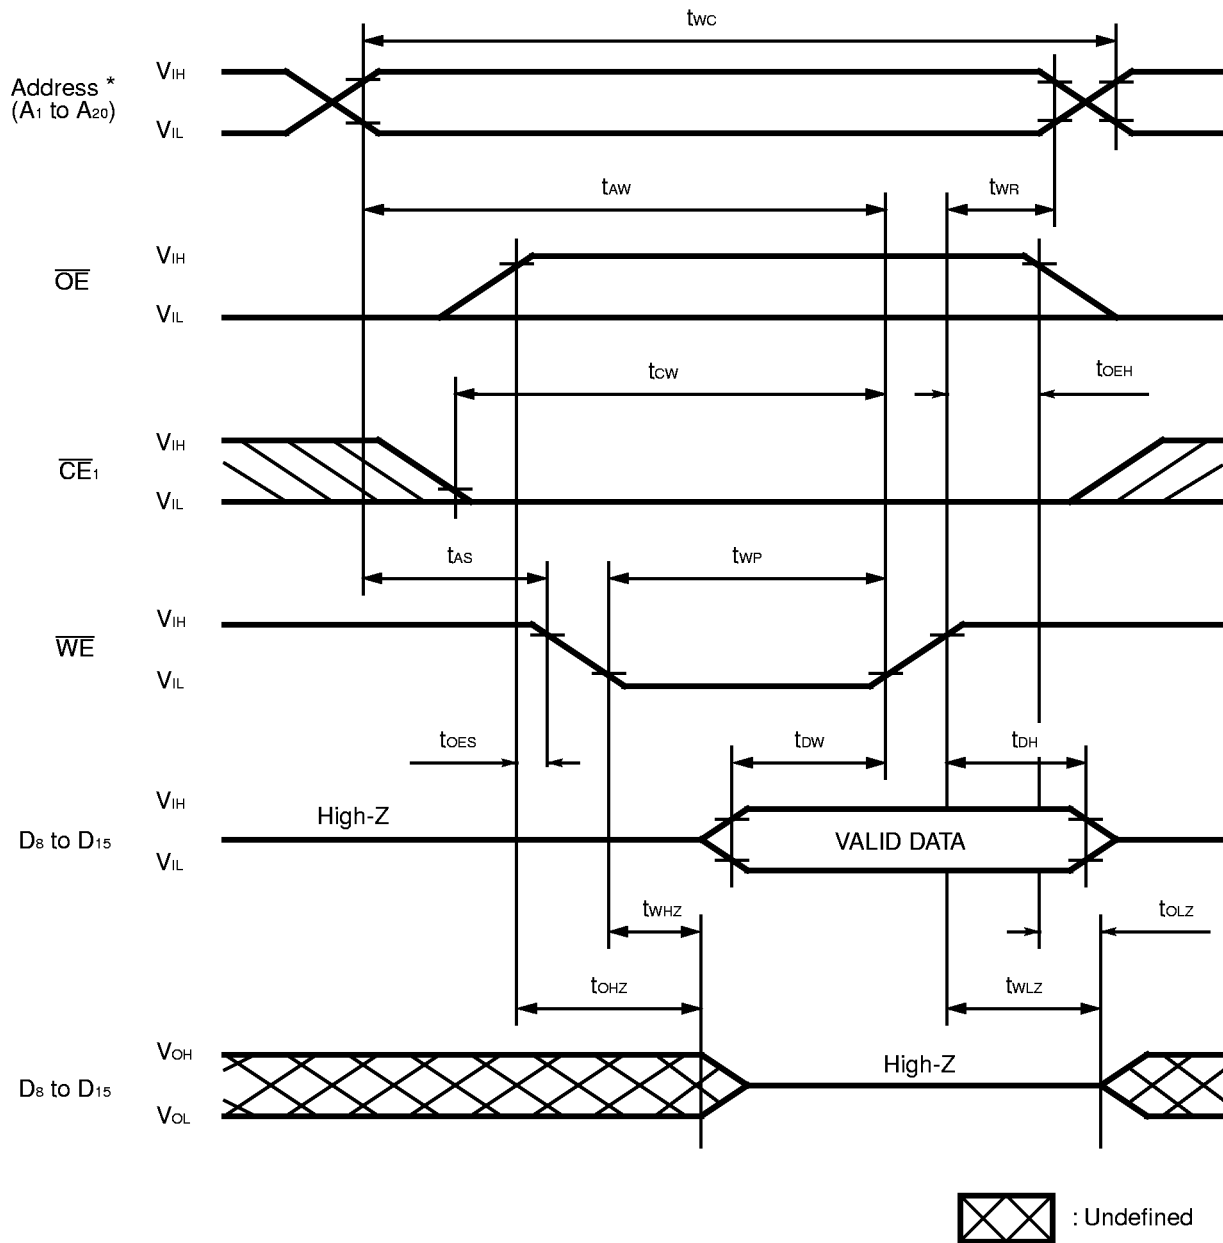 tWC
Address *
(A1 to A20)
VIH
VIL
tAW
tWR
OE
VIH
VIL
tCW
tOEH
CE1
VIH
VIL
tAS
tWP
WE
VIH
VIL
tOES
tDW
tDH
D8 to D15
VIH
VIL
High-Z
VALID DATA
tWHZ
tOLZ
tOHZ
tWLZ
D8 to D15
VOH
VOL
High-Z
: Undefined